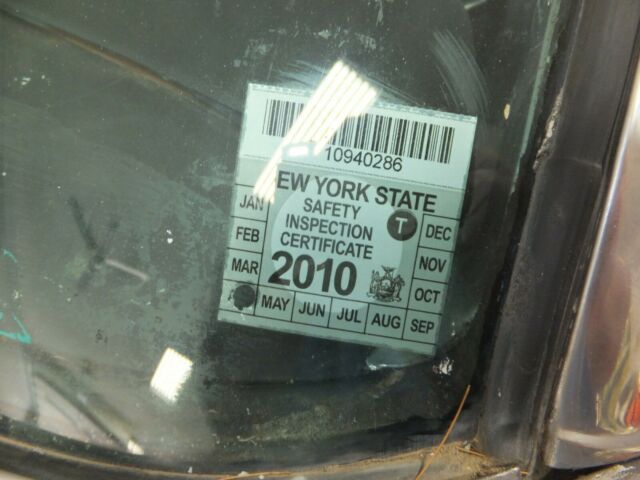 10940286
EW YORK STATE
SAFETY
INSPECTION
CERTIFICATE
2010
T
JAN
FEB
MAR
MAY
JUN
JUL
AUG
SEP
OCT
NOV
DEC